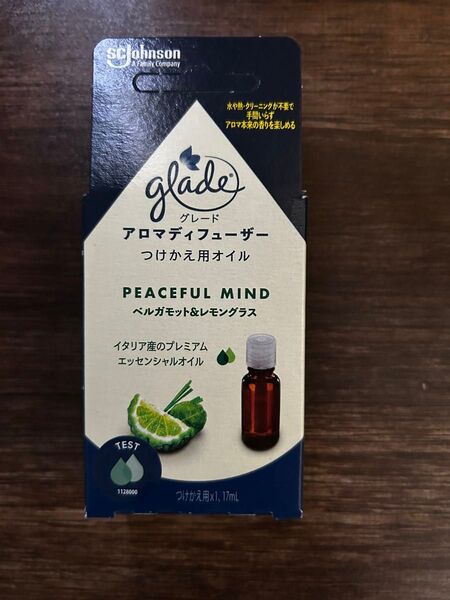 SC Johnson
A Family Company
水や熱・クリーニングが不要で
手間いらず
アロマ本来の香りを楽しめる
glade®
グレード
アロマディフューザー
つけかえ用オイル
PEACEFUL MIND
ベルガモット&レモングラス
イタリア産のプレミアム
エッセンシャルオイル
TEST
1128000
つけかえ用x1, 17mL